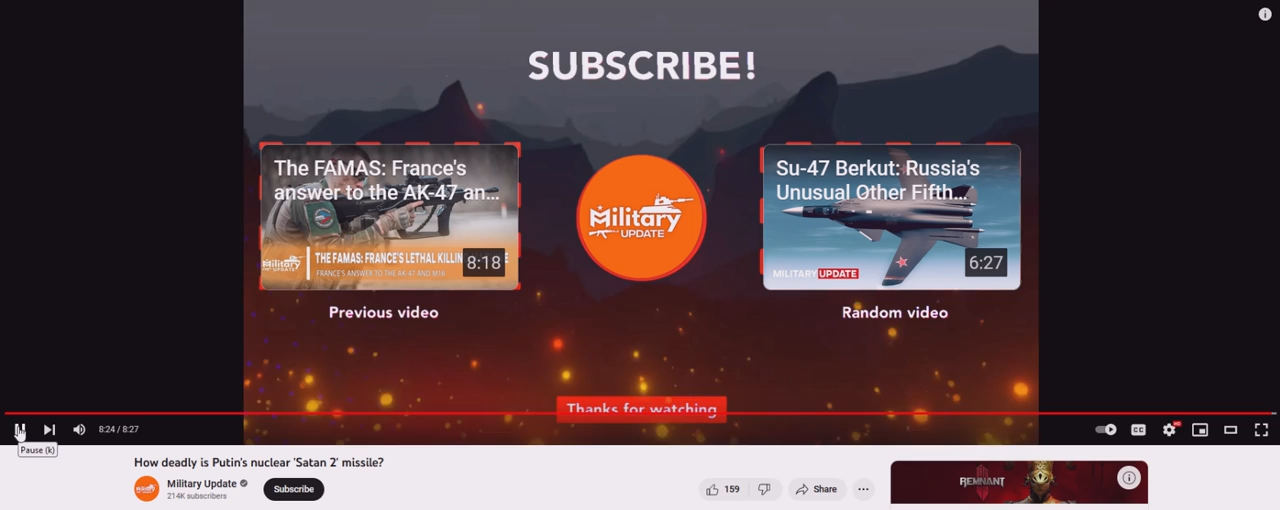 SUBSCRIBE!
The FAMAS: France's
answer to the AK-47 an...
Military
UPDATE
THE FAMAS: FRANCE'S LETHAL KILLIN
FRANCE'S ANSWER TO THE AK-47 AND M16
8:18
Previous video
Military
UPDATE
Su-47 Berkut: Russia's
Unusual Other Fifth...
MILITARY UPDATE
6:27
Random video
Thanks for watching
8:24 / 8:27
CC
HD
Pause (k)
How deadly is Putin's nuclear 'Satan 2' missile?
Military Update
214K subscribers
Subscribe
159
Share
...
REMNANT